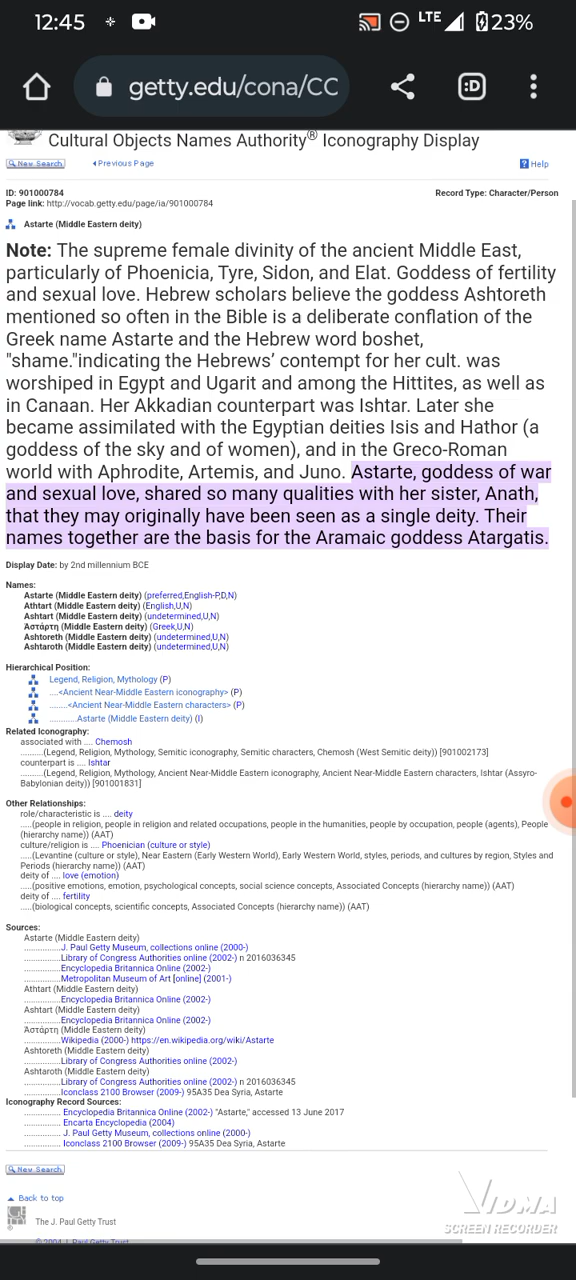 12:45
LTE 23%
getty.edu/cona/CC
:D
Cultural Objects Names Authority® Iconography Display
New Search
Previous Page
? Help
ID: 901000784
Record Type: Character/Person
Page link: http://vocab.getty.edu/page/ia/901000784
Astarte (Middle Eastern deity)
Note: The supreme female divinity of the ancient Middle East,
particularly of Phoenicia, Tyre, Sidon, and Elat. Goddess of fertility
and sexual love. Hebrew scholars believe the goddess Ashtoreth
mentioned so often in the Bible is a deliberate conflation of the
Greek name Astarte and the Hebrew word boshet,
"shame."indicating the Hebrews’ contempt for her cult. was
worshiped in Egypt and Ugarit and among the Hittites, as well as
in Canaan. Her Akkadian counterpart was Ishtar. Later she
became assimilated with the Egyptian deities Isis and Hathor (a
goddess of the sky and of women), and in the Greco-Roman
world with Aphrodite, Artemis, and Juno. Astarte, goddess of war
and sexual love, shared so many qualities with her sister, Anath,
that they may originally have been seen as a single deity. Their
names together are the basis for the Aramaic goddess Atargatis.
Display Date: by 2nd millennium BCE
Names:
Astarte (Middle Eastern deity) (preferred,English-P,D,N)
Athtart (Middle Eastern deity) (English,U,N)
Ashtart (Middle Eastern deity) (undetermined,U,N)
Αστάρτη (Middle Eastern deity) (Greek,U,N)
Ashtoreth (Middle Eastern deity) (undetermined,U,N)
Ashtaroth (Middle Eastern deity) (undetermined,U,N)
Hierarchical Position:
Legend, Religion, Mythology (P)
....<Ancient Near-Middle Eastern iconography> (P)
........<Ancient Near-Middle Eastern characters> (P)
............Astarte (Middle Eastern deity) (I)
Related Iconography:
associated with .... Chemosh
..........(Legend, Religion, Mythology, Semitic iconography, Semitic characters, Chemosh (West Semitic deity)) [901002173]
counterpart is .... Ishtar
..........(Legend, Religion, Mythology, Ancient Near-Middle Eastern iconography, Ancient Near-Middle Eastern characters, Ishtar (Assyro-
Babylonian deity)) [901001831]
Other Relationships:
role/characteristic is .... deity
.....(people in religion, people in religion and related occupations, people in the humanities, people by occupation, people (agents), People
(hierarchy name)) (AAT)
culture/religion is .... Phoenician (culture or style)
.....(Levantine (culture or style), Near Eastern (Early Western World), Early Western World, styles, periods, and cultures by region, Styles and
Periods (hierarchy name)) (AAT)
deity of .... love (emotion)
.....(positive emotions, emotion, psychological concepts, social science concepts, Associated Concepts (hierarchy name)) (AAT)
deity of .... fertility
.....(biological concepts, scientific concepts, Associated Concepts (hierarchy name)) (AAT)
Sources:
Astarte (Middle Eastern deity)
...............J. Paul Getty Museum, collections online (2000-)
...............Library of Congress Authorities online (2002-) n 2016036345
...............Encyclopedia Britannica Online (2002-)
...............Metropolitan Museum of Art [online] (2001-)
Athtart (Middle Eastern deity)
...............Encyclopedia Britannica Online (2002-)
Ashtart (Middle Eastern deity)
...............Encyclopedia Britannica Online (2002-)
Ἀστάρτη (Middle Eastern deity)
...............Wikipedia (2000-) https://en.wikipedia.org/wiki/Astarte
Ashtoreth (Middle Eastern deity)
...............Library of Congress Authorities online (2002-)
Ashtaroth (Middle Eastern deity)
...............Library of Congress Authorities online (2002-) n 2016036345
...............Iconclass 2100 Browser (2009-) 95A35 Dea Syria, Astarte
Iconography Record Sources:
............... Encyclopedia Britannica Online (2002-) "Astarte," accessed 13 June 2017
............... Encarta Encyclopedia (2004)
............... J. Paul Getty Museum, collections online (2000-)
............... Iconclass 2100 Browser (2009-) 95A35 Dea Syria, Astarte
New Search
Back to top
The J. Paul Getty Trust
© 2004 J. Paul Getty Trust
VIDMA
SCREEN RECORDER